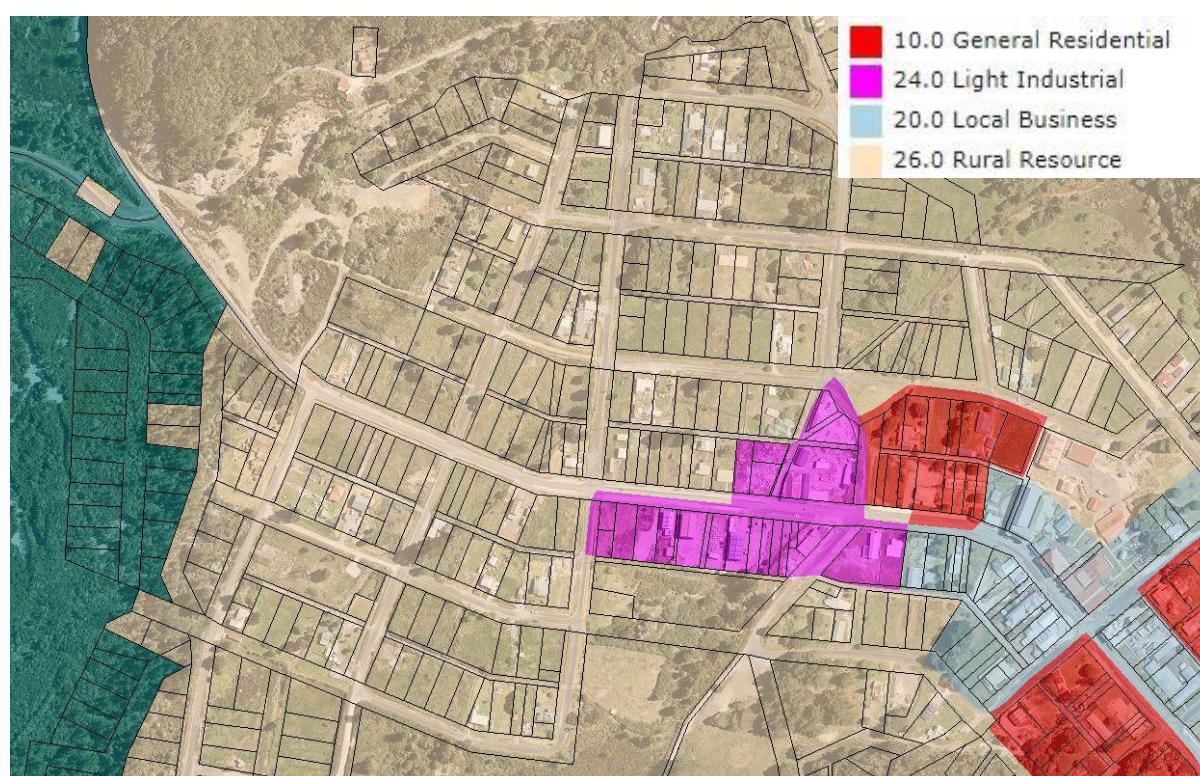 10.0 General Residential
24.0 Light Industrial
20.0 Local Business
26.0 Rural Resource